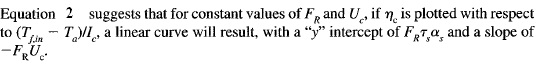 Equation 2 suggests that for constant values of F_R and U_c, if η_c is plotted with respect
to (T_f,in − T_a)/I_c, a linear curve will result, with a “y” intercept of F_Rτ_sα_s and a slope of
−F_RU_c.